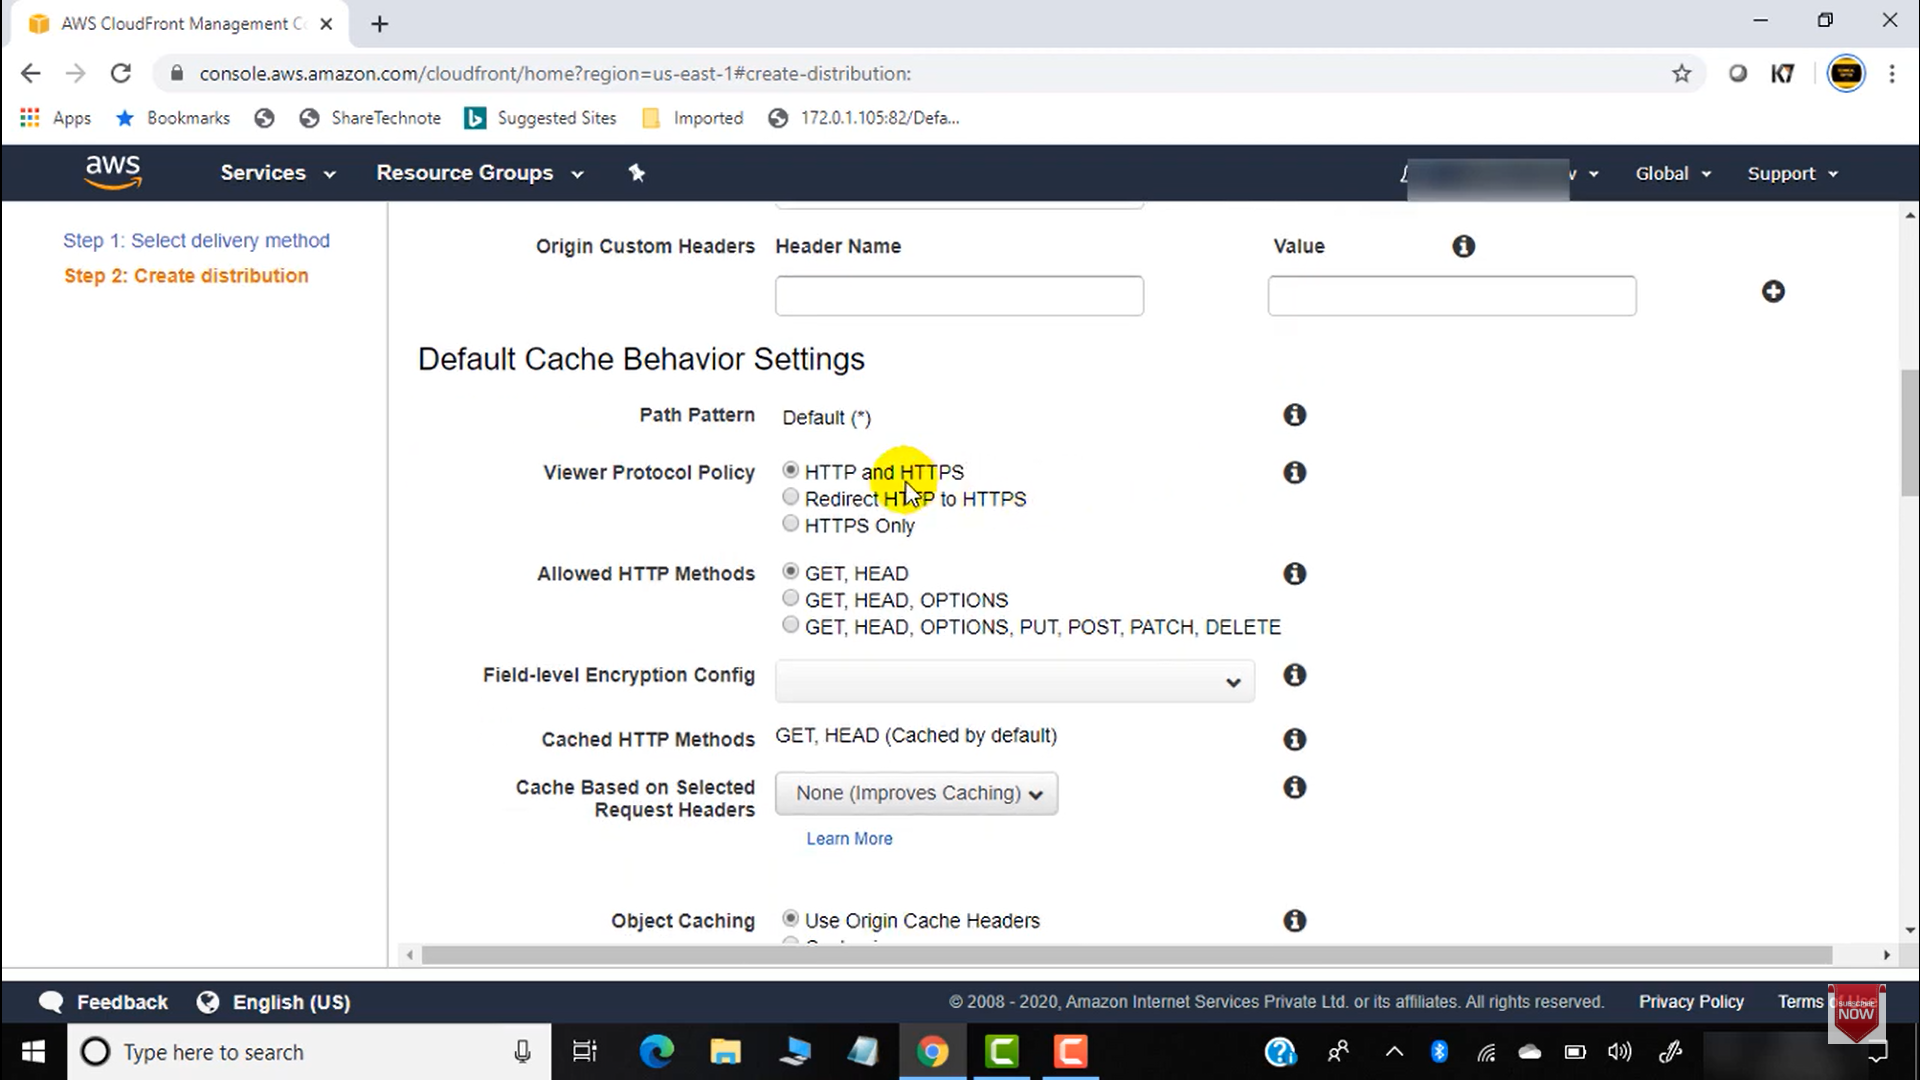 AWS CloudFront Management C
console.aws.amazon.com/cloudfront/home?region=us-east-1#create-distribution:
K7
Apps Bookmarks ShareTechnote Suggested Sites Imported 172.0.1.105:82/Defa...
aws Services Resource Groups Global Support
Step 1: Select delivery method
Step 2: Create distribution
Origin Custom Headers Header Name Value
Default Cache Behavior Settings
Path Pattern Default (*)
Viewer Protocol Policy HTTP and HTTPS
Redirect HTTP to HTTPS
HTTPS Only
Allowed HTTP Methods GET, HEAD
GET, HEAD, OPTIONS
GET, HEAD, OPTIONS, PUT, POST, PATCH, DELETE
Field-level Encryption Config
Cached HTTP Methods GET, HEAD (Cached by default)
Cache Based on Selected
Request Headers
None (Improves Caching)
Learn More
Object Caching Use Origin Cache Headers
Feedback English (US) © 2008 - 2020, Amazon Internet Services Private Ltd. or its affiliates. All rights reserved. Privacy Policy Terms
SUBSCRIBE
NOW
Type here to search